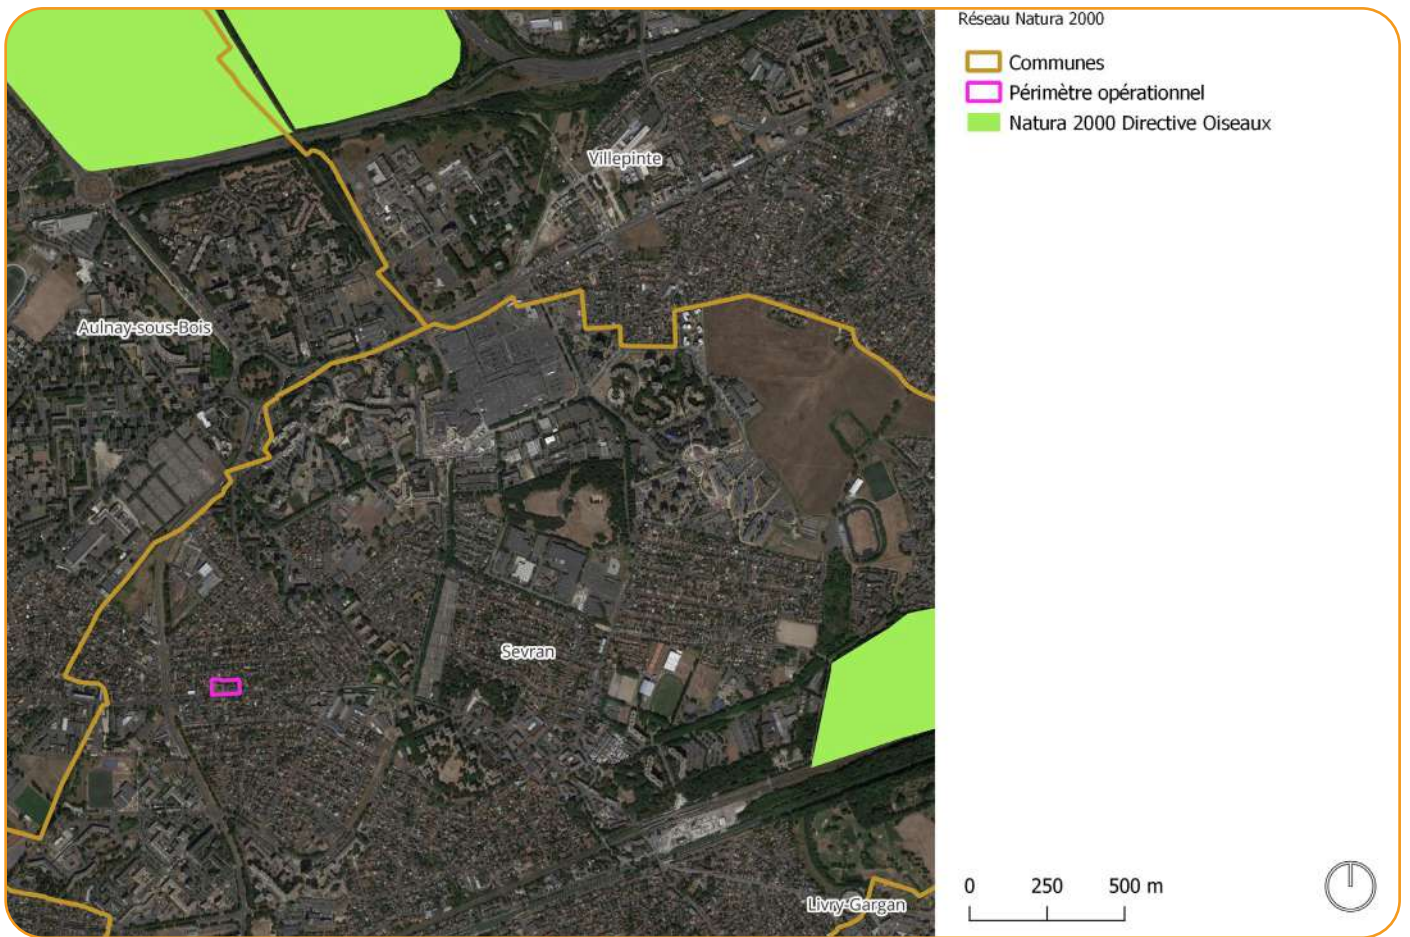 Réseau Natura 2000
Communes
Périmètre opérationnel
Natura 2000 Directive Oiseaux
Villepinte
Aulnay-sous-Bois
Sevran
Livry-Gargan
0 250 500 m